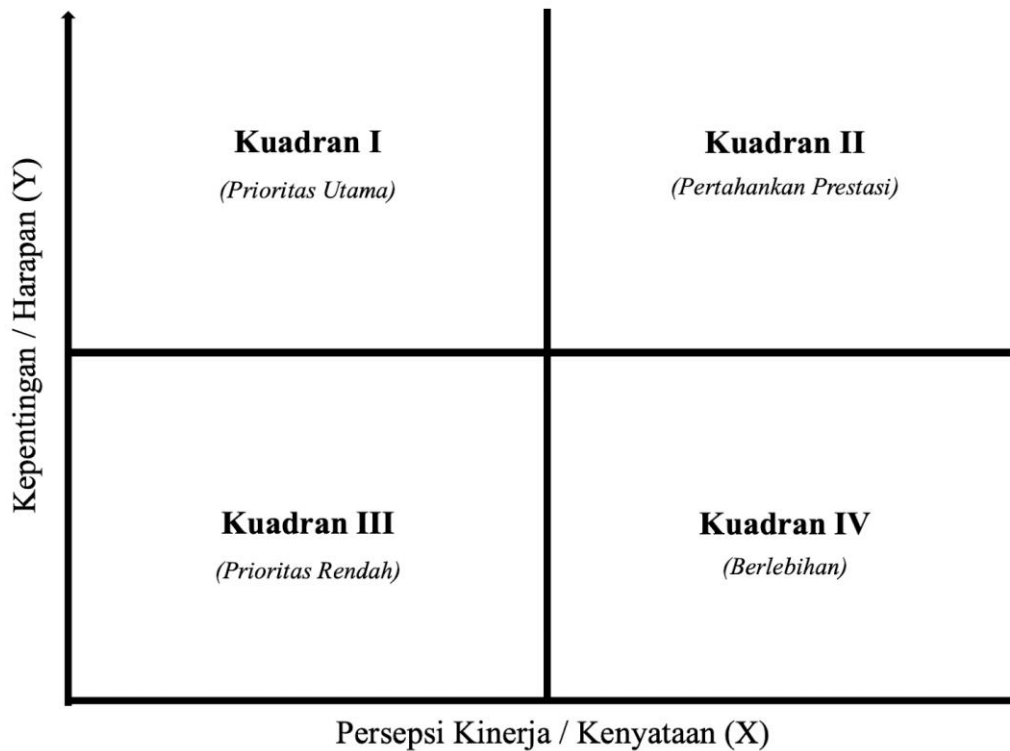 Kepentingan / Harapan (Y)
Kuadran I
(Prioritas Utama)
Kuadran II
(Pertahankan Prestasi)
Kuadran III
(Prioritas Rendah)
Kuadran IV
(Berlebihan)
Persepsi Kinerja / Kenyataan (X)